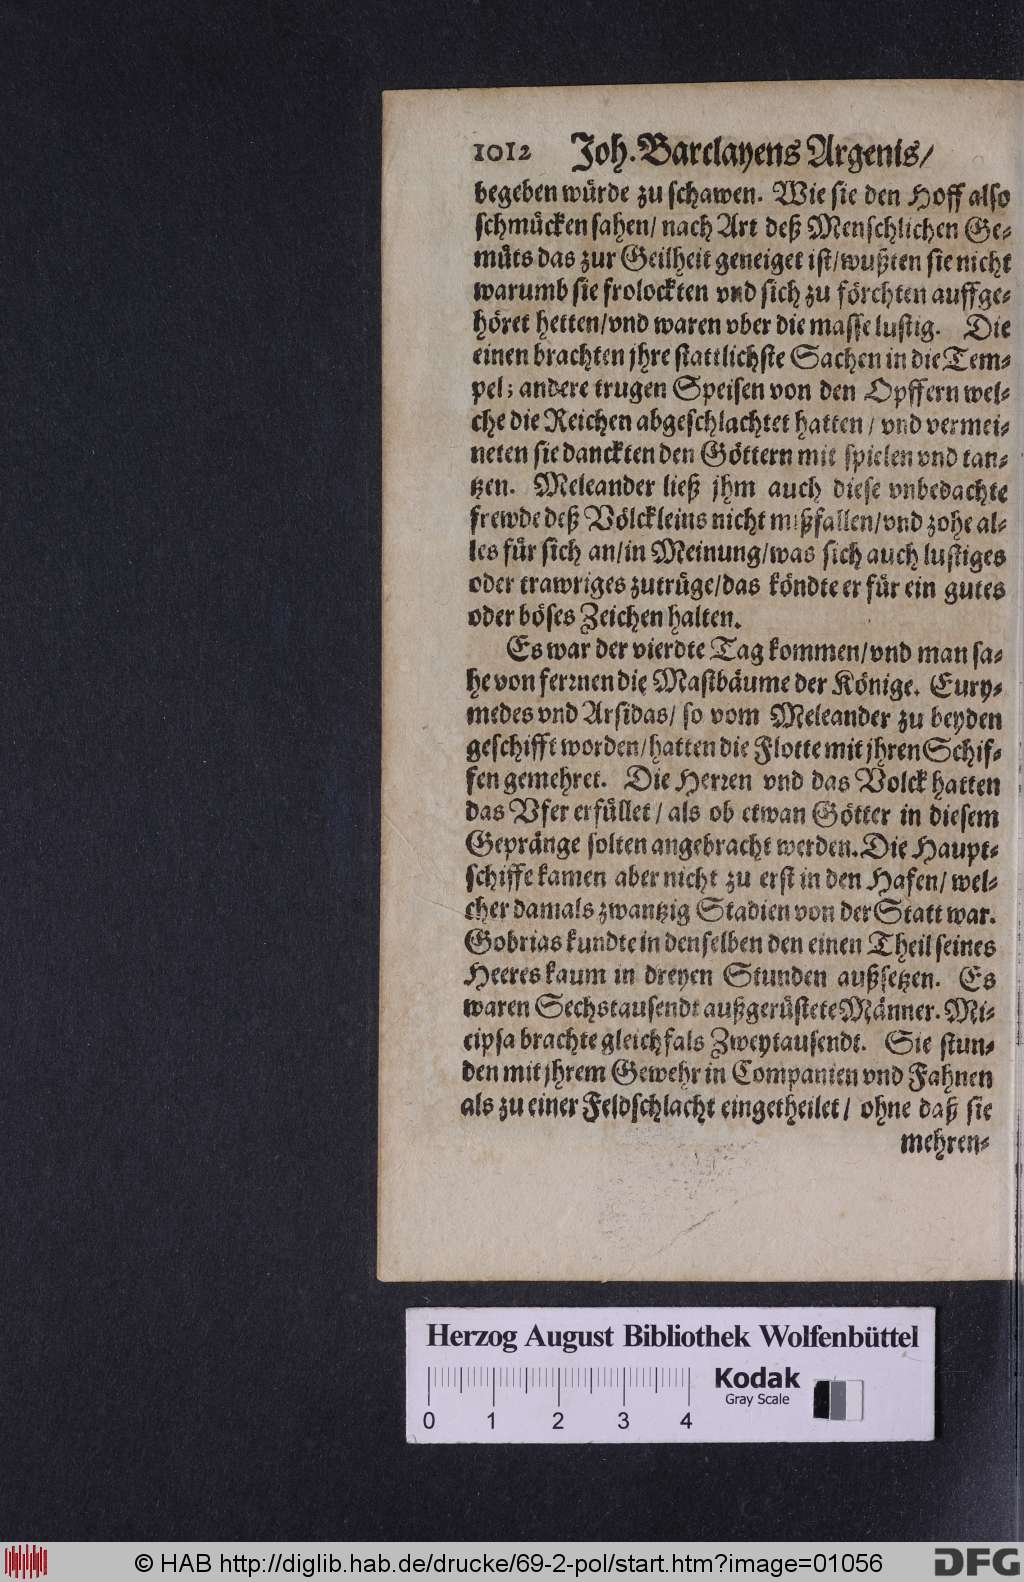 1012 Joh. Barclayens Argenis/
begeben würde zu schawen. Wie sie den Hoff also
schmücken sahen/ nach Art deß Menschlichen Ge-
müts das zur Geilheit geneiget ist/ wußten sie nicht
warumb sie frolockten vnd sich zu förchten auffge-
höret hetten/ vnd waren vber die masse lustig. Die
einen brachten jhre stattlichste Sachen in die Tem-
pel; andere trugen Speisen von den Opffern wel-
che die Reichen abgeschlachtet hatten/ vnd vermei-
neten sie danckten den Göttern mit spielen vnd tan-
tzen. Meleander ließ jhm auch diese vnbedachte
frewde deß Völckleins nicht mißfallen/ vnd zohe al-
les für sich an/ in Meinung/ was sich auch lustiges
oder trawriges zutrüge/ das köndte er für ein gutes
oder böses Zeichen halten.
Es war der vierdte Tag kommen/ vnd man sa-
he von ferrnen die Mastbäume der Könige. Eury-
medes vnd Arsidas/ so vom Meleander zu beyden
geschifft worden/ hatten die Flotte mit jhren Schif-
fen gemehret. Die Herren vnd das Volck hatten
das Vfer erfüllet/ als ob etwan Götter in diesem
Gepränge solten angebracht werden. Die Haupt-
schiffe kamen aber nicht zu erst in den Hafen/ wel-
cher damals zwantzig Stadien von der Statt war.
Gobrias kundte in denselben den einen Theil seines
Heeres kaum in dreyen Stunden außsetzen. Es
waren Sechstausendt außgerüstete Männer. Mi-
cipsa brachte gleichfals Zweytausendt. Sie stun-
den mit jhrem Gewehr in Companien vnd Fahnen
als zu einer Feldschlacht eingetheilet/ ohne daß sie
mehren-
Herzog August Bibliothek Wolfenbüttel
Kodak
Gray Scale
0 1 2 3 4
© HAB http://diglib.hab.de/drucke/69-2-pol/start.htm?image=01056
DFG